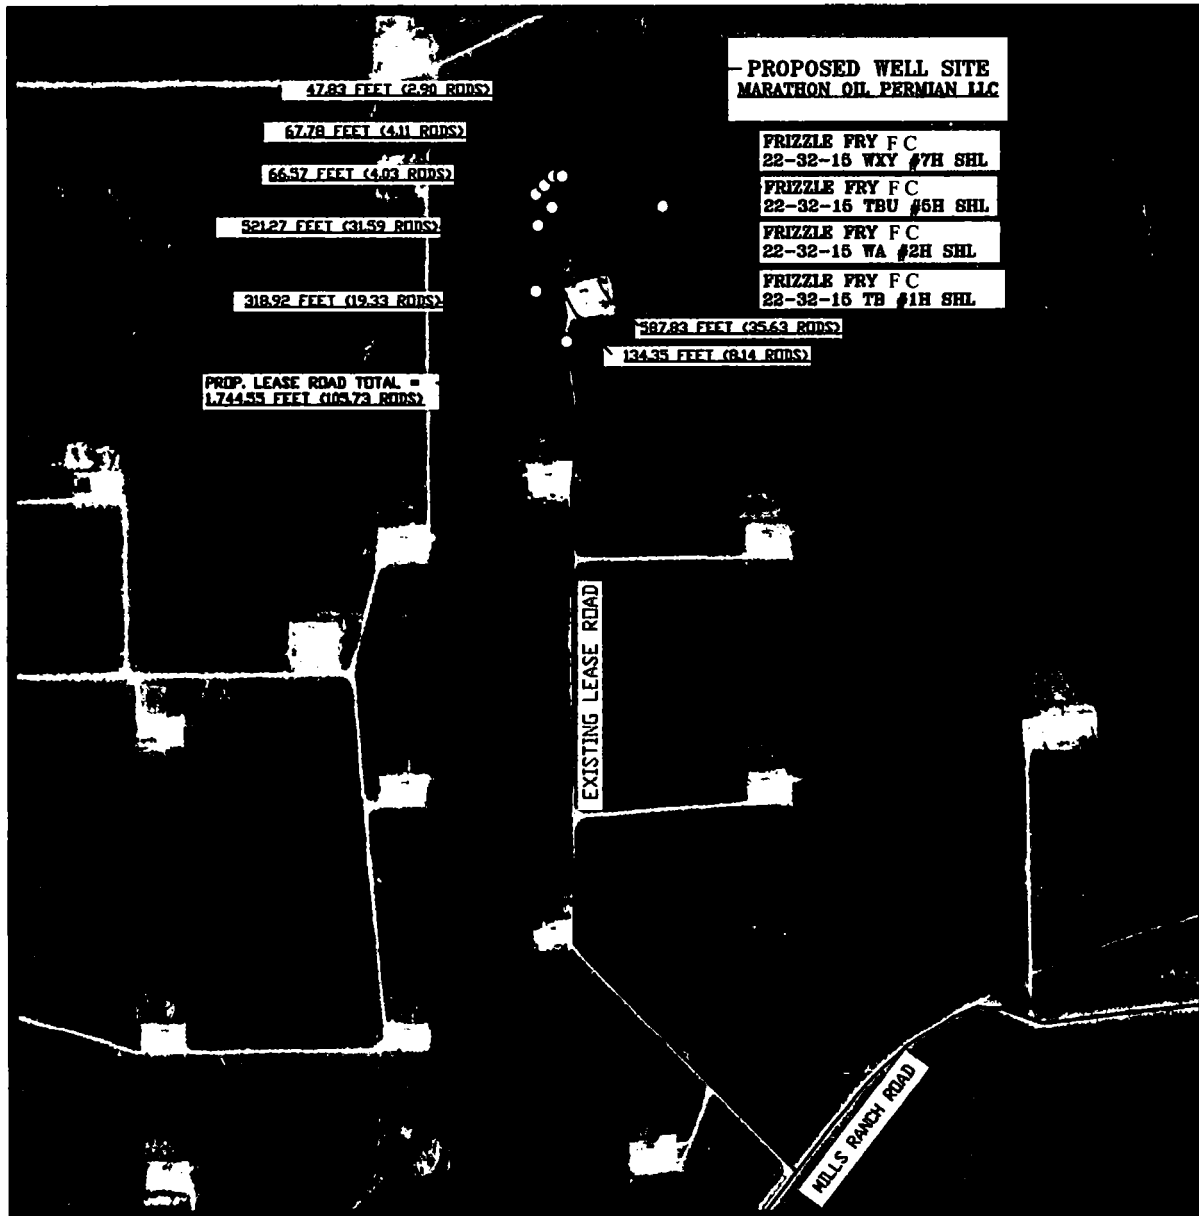 PROPOSED WELL SITE
MARATHON OIL PERMIAN LLC
47.83 FEET (2.90 RODS)
67.78 FEET (4.11 RODS)
66.57 FEET (4.03 RODS)
521.27 FEET (31.59 RODS)
318.92 FEET (19.33 RODS)
PROP. LEASE ROAD TOTAL =
1,744.55 FEET (105.73 RODS)
FRIZZLE FRY F C
22-32-15 WXY #7H SHL
FRIZZLE FRY F C
22-32-15 TBU #5H SHL
FRIZZLE FRY F C
22-32-15 WA #2H SHL
FRIZZLE FRY F C
22-32-15 TB #1H SHL
587.83 FEET (35.63 RODS)
134.35 FEET (8.14 RODS)
EXISTING LEASE ROAD
MILLS RANCH ROAD